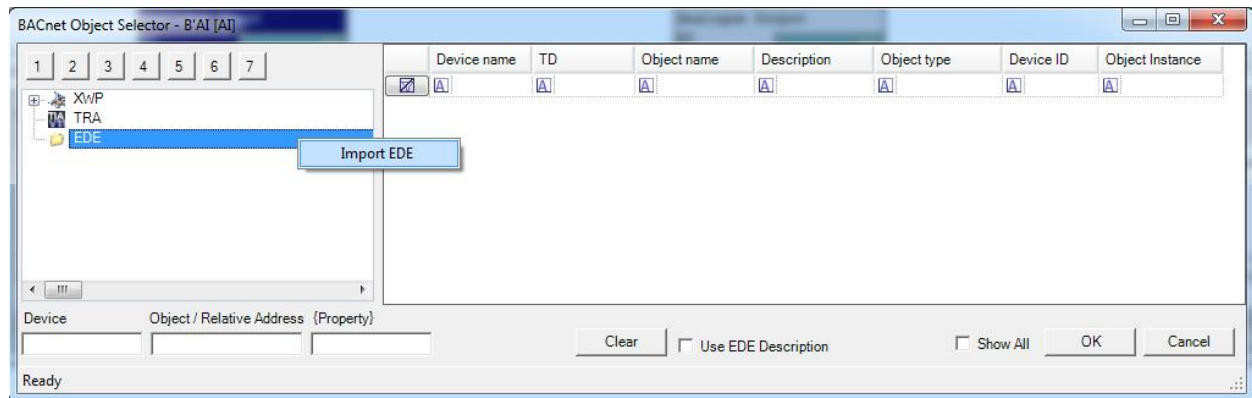 BACnet Object Selector - B'AI [AI]
1 2 3 4 5 6 7
Device name TD Object name Description Object type Device ID Object Instance
A A A A A A A
XWP
TRA
EDE
Import EDE
Device Object / Relative Address {Property}
Clear Use EDE Description Show All OK Cancel
Ready